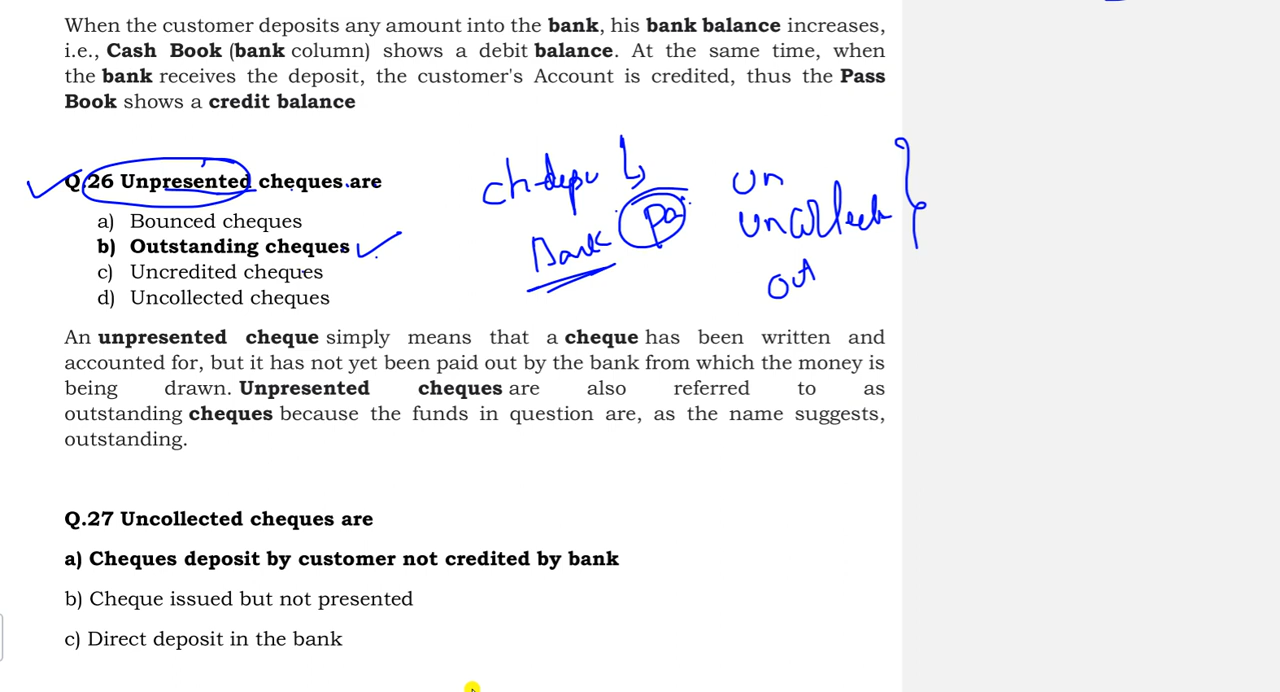 When the customer deposits any amount into the bank, his bank balance increases,
i.e., Cash Book (bank column) shows a debit balance. At the same time, when
the bank receives the deposit, the customer's Account is credited, thus the Pass
Book shows a credit balance
Q.26 Unpresented cheques are
a) Bounced cheques
b) Outstanding cheques
c) Uncredited cheques
d) Uncollected cheques
Bank
un
out
An unpresented cheque simply means that a cheque has been written and
accounted for, but it has not yet been paid out by the bank from which the money is
being drawn. Unpresented cheques are also referred to as
outstanding cheques because the funds in question are, as the name suggests,
outstanding.
Q.27 Uncollected cheques are
a) Cheques deposit by customer not credited by bank
b) Cheque issued but not presented
c) Direct deposit in the bank